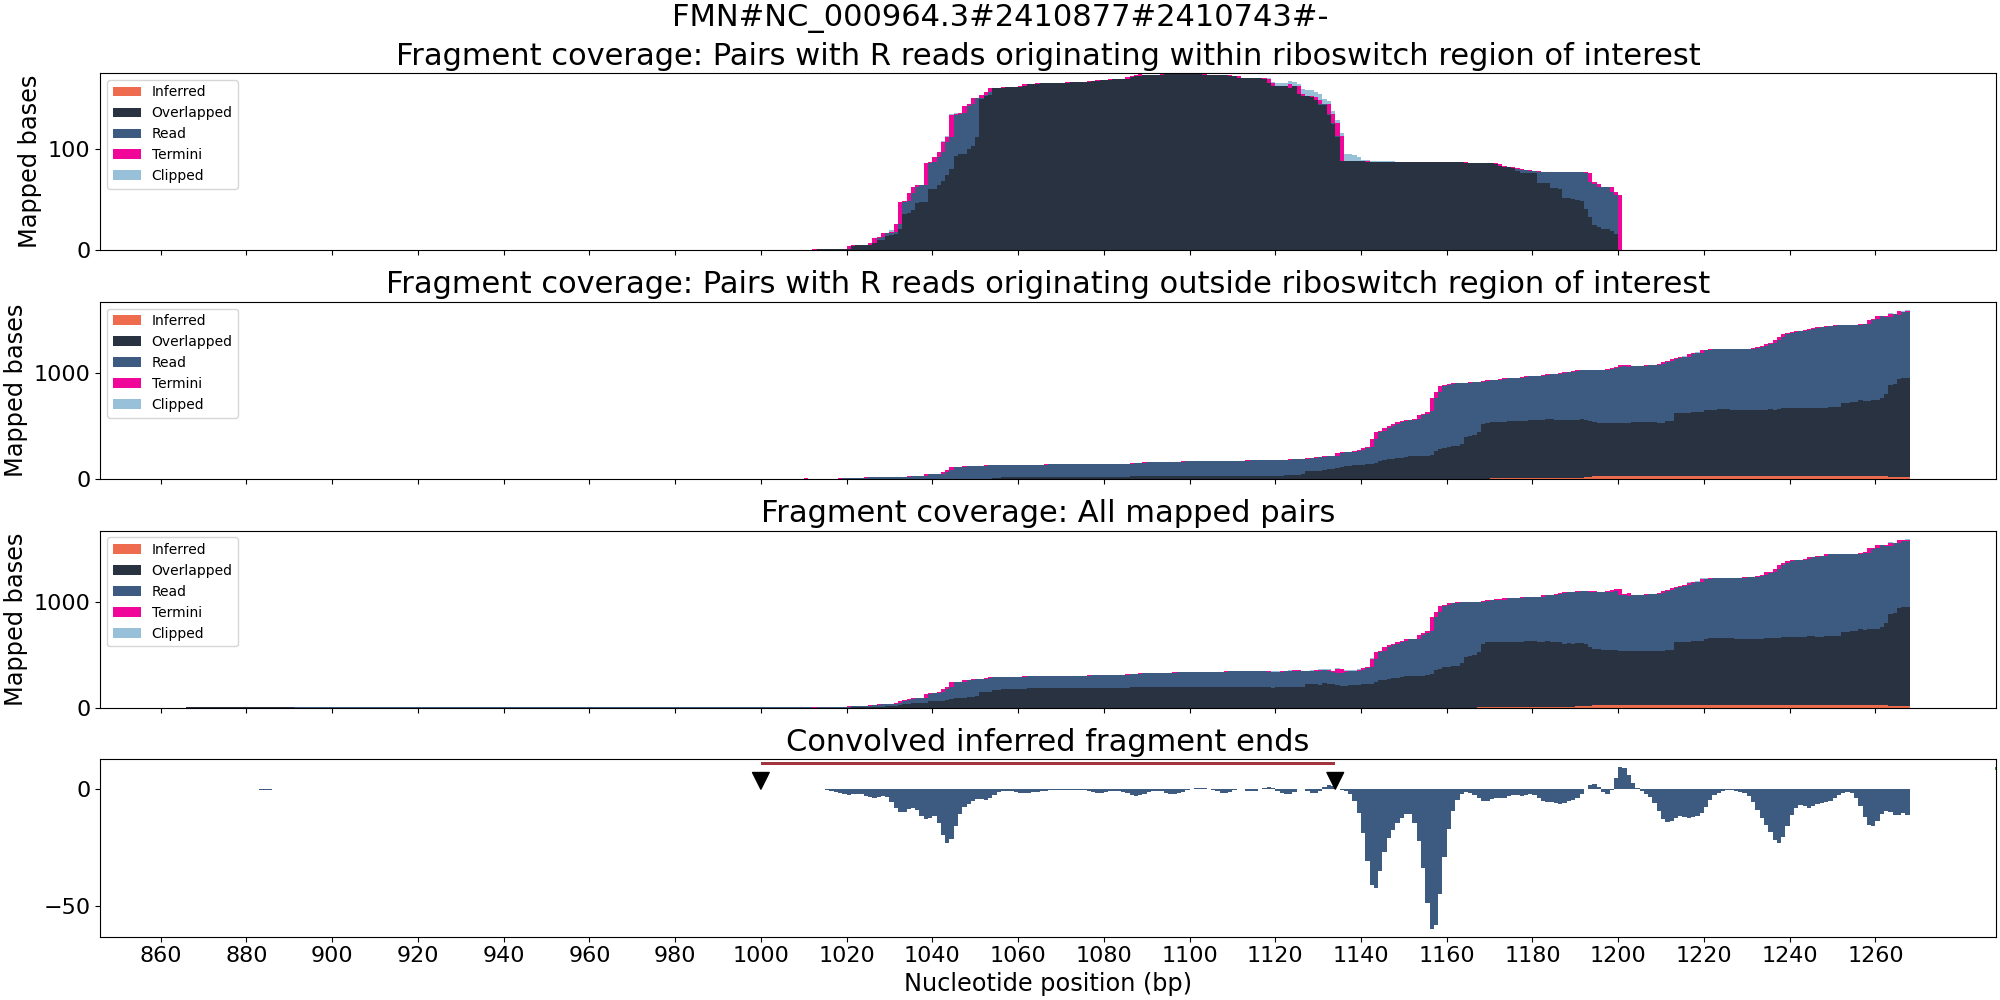 FMN#NC_000964.3#2410877#2410743#-
Fragment coverage: Pairs with R reads originating within riboswitch region of interest
Mapped bases
100
0
Inferred
Overlapped
Read
Termini
Clipped
Fragment coverage: Pairs with R reads originating outside riboswitch region of interest
Mapped bases
1000
0
Inferred
Overlapped
Read
Termini
Clipped
Fragment coverage: All mapped pairs
Mapped bases
1000
0
Inferred
Overlapped
Read
Termini
Clipped
Convolved inferred fragment ends
0
−50
860 880 900 920 940 960 980 1000 1020 1040 1060 1080 1100 1120 1140 1160 1180 1200 1220 1240 1260
Nucleotide position (bp)